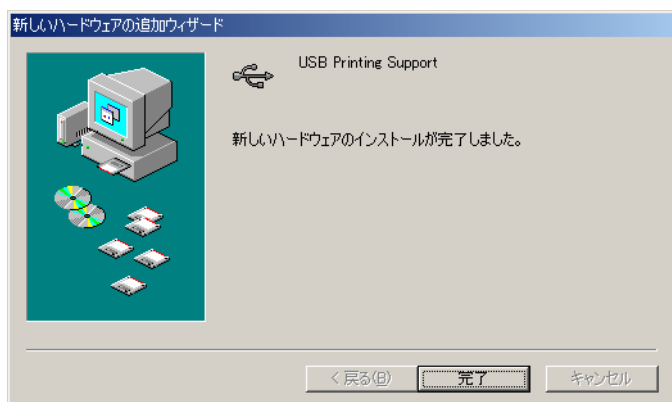 新しいハードウェアの追加ウィザード
USB Printing Support
新しいハードウェアのインストールが完了しました。
< 戻る(B)
完了
キャンセル